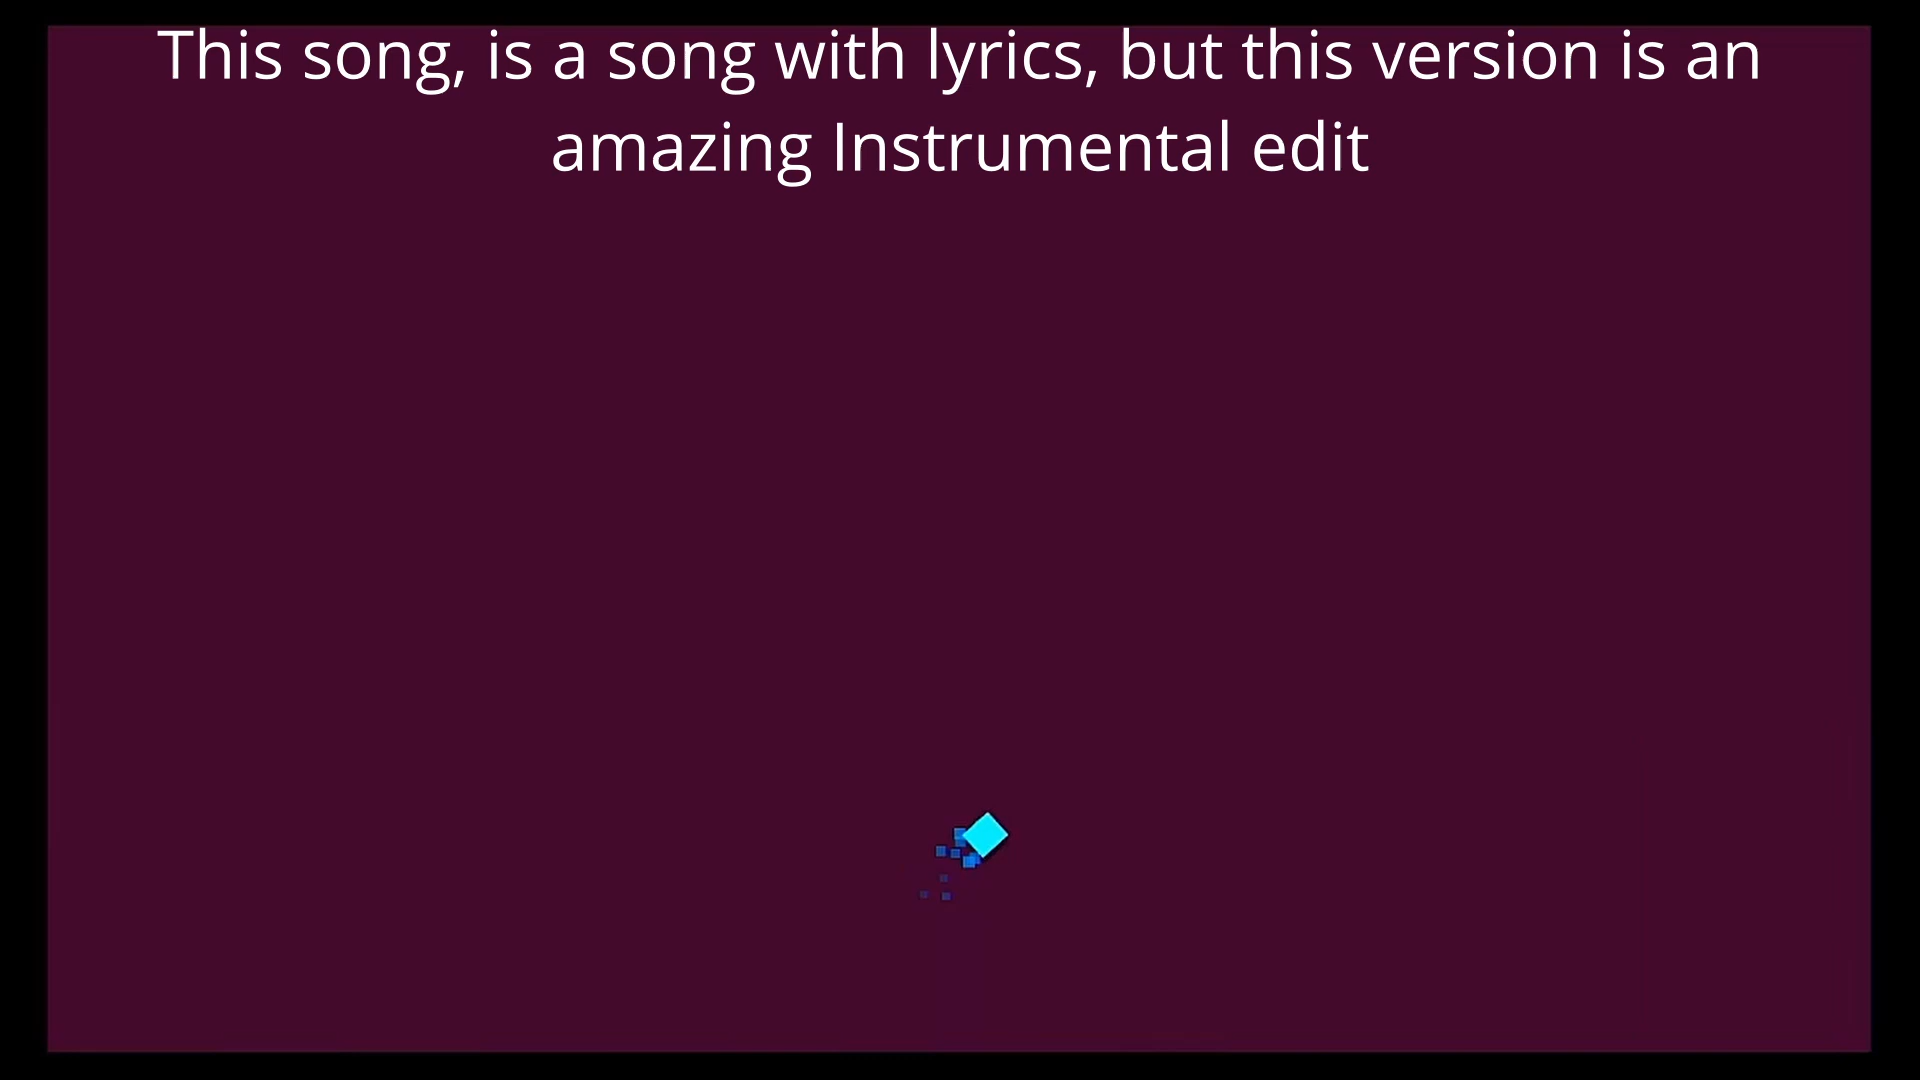 This song, is a song with lyrics, but this version is an
amazing Instrumental edit